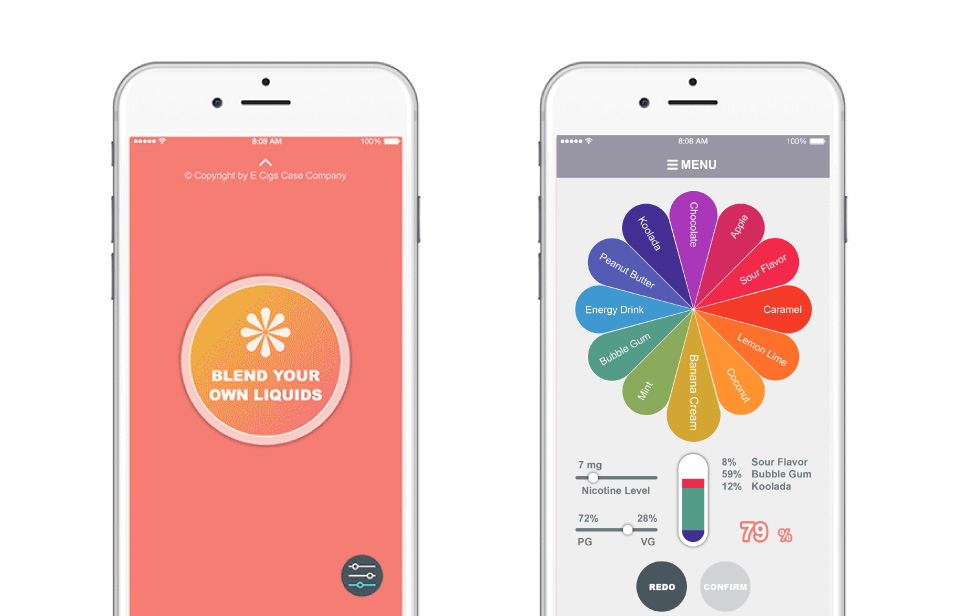 8:08 AM
100%
© Copyright by E Cigs Case Company
BLEND YOUR
OWN LIQUIDS
8:08 AM
100%
MENU
Chocolate
Apple
Sour Flavor
Caramel
Lemon Lime
Coconut
Banana Cream
Mint
Bubble Gum
Energy Drink
Peanut Butter
Koolada
7 mg
Nicotine Level
72% 28%
PG VG
8% Sour Flavor
59% Bubble Gum
12% Koolada
79 %
REDO
CONFIRM